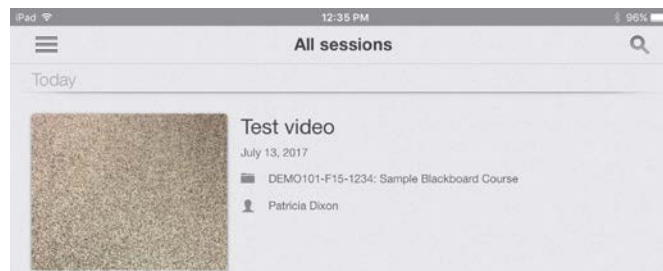 iPad 12:35 PM 96%
All sessions
Today
Test video
July 13, 2017
DEMO101-F15-1234: Sample Blackboard Course
Patricia Dixon